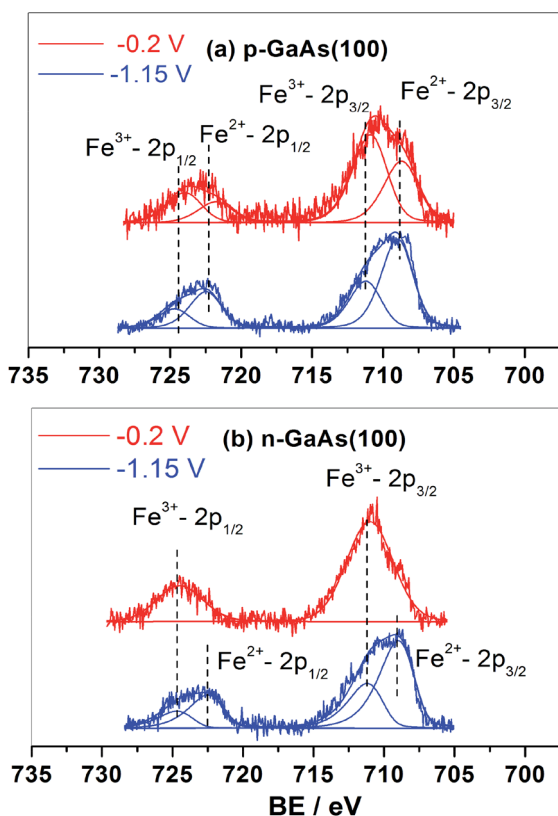 -0.2 V
-1.15 V
(a) p-GaAs(100)
Fe³⁺- 2p₃/₂
Fe²⁺- 2p₃/₂
Fe³⁺- 2p₁/₂
Fe²⁺- 2p₁/₂
735 730 725 720 715 710 705 700
-0.2 V
-1.15 V
(b) n-GaAs(100)
Fe³⁺- 2p₃/₂
Fe³⁺- 2p₁/₂
Fe²⁺- 2p₁/₂
Fe²⁺- 2p₃/₂
735 730 725 720 715 710 705 700
BE / eV